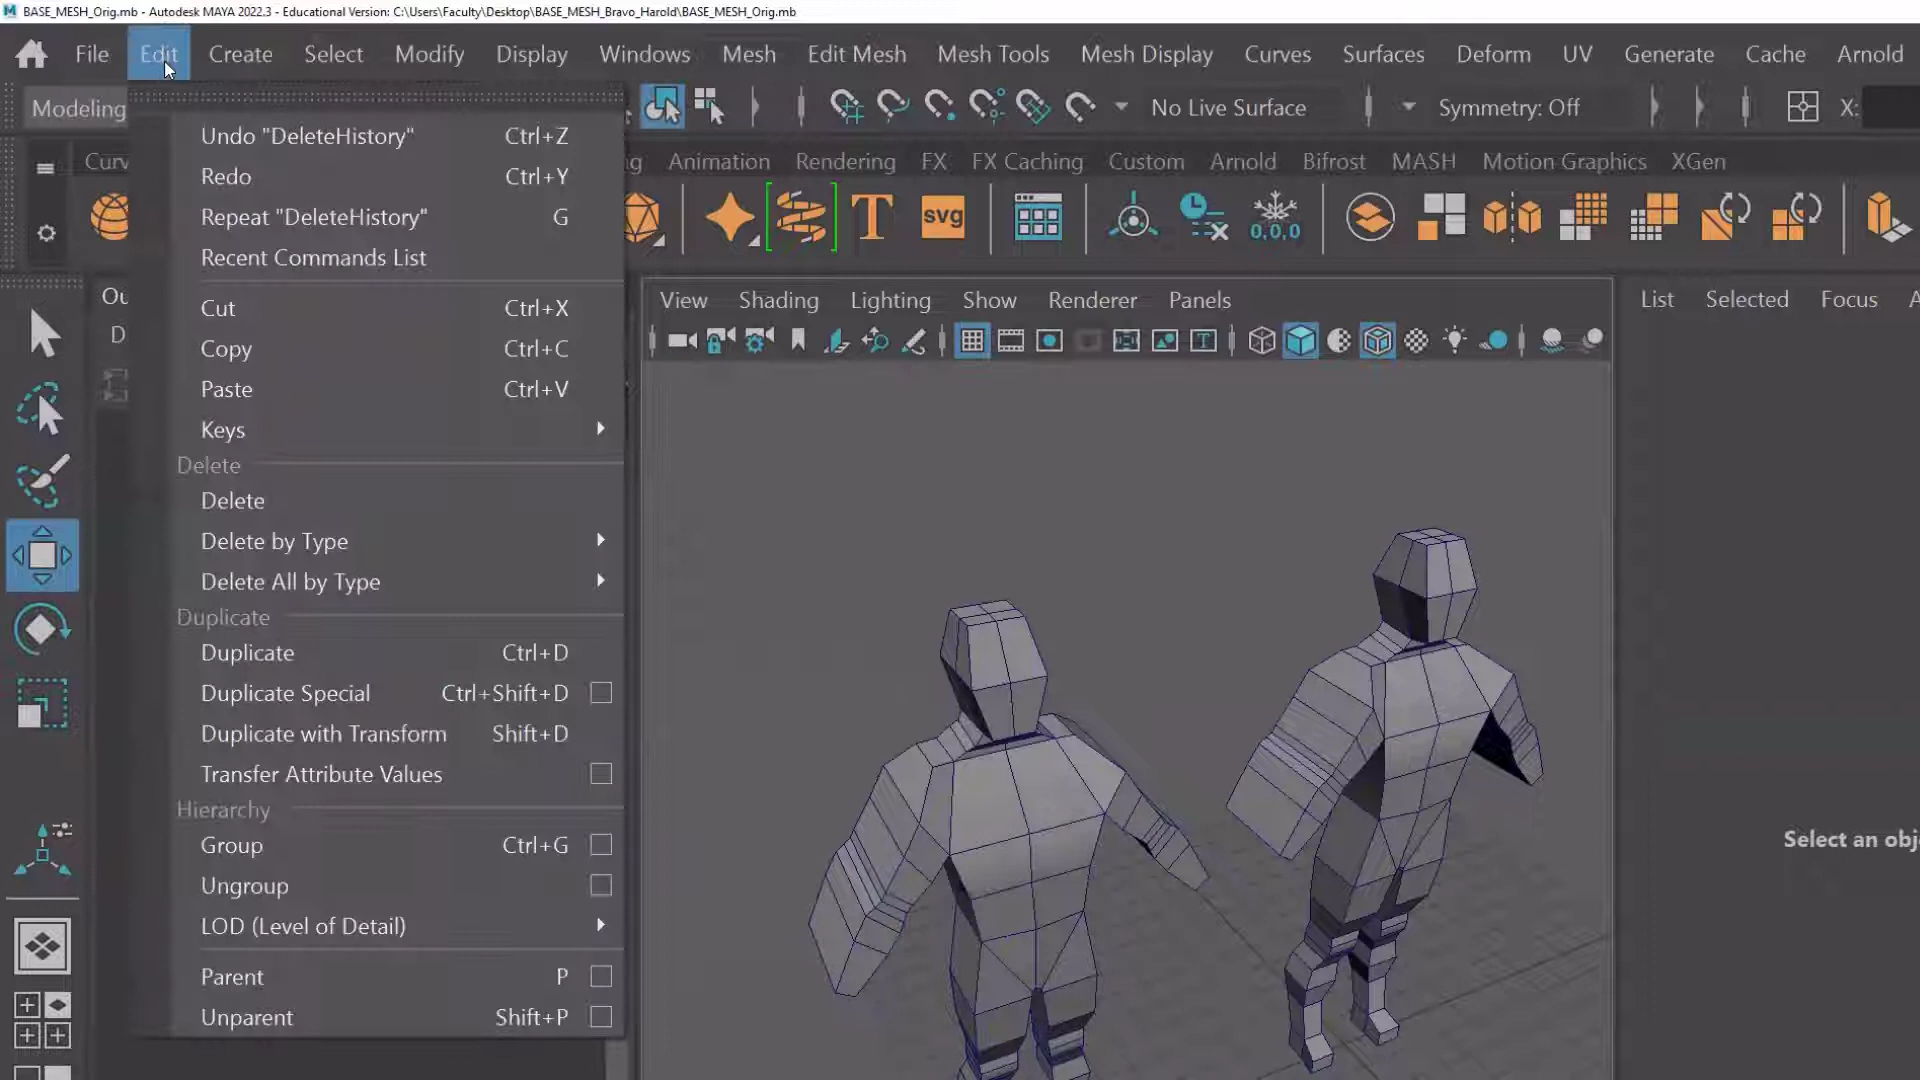 BASE_MESH_Orig.mb - Autodesk MAYA 2022.3 - Educational Version: C:\Users\Faculty\Desktop\BASE_MESH_Bravo_Harold\BASE_MESH_Orig.mb
File Edit Create Select Modify Display Windows Mesh Edit Mesh Mesh Tools Mesh Display Curves Surfaces Deform UV Generate Cache Arnold
Modeling No Live Surface Symmetry: Off X:
Curv ng Animation Rendering FX FX Caching Custom Arnold Bifrost MASH Motion Graphics XGen
T svg 0,0,0
Ou
D
View Shading Lighting Show Renderer Panels
List Selected Focus A
Undo "DeleteHistory" Ctrl+Z
Redo Ctrl+Y
Repeat "DeleteHistory" G
Recent Commands List
Cut Ctrl+X
Copy Ctrl+C
Paste Ctrl+V
Keys
Delete
Delete
Delete by Type
Delete All by Type
Duplicate
Duplicate Ctrl+D
Duplicate Special Ctrl+Shift+D
Duplicate with Transform Shift+D
Transfer Attribute Values
Hierarchy
Group Ctrl+G
Ungroup
LOD (Level of Detail)
Parent P
Unparent Shift+P
Select an obj